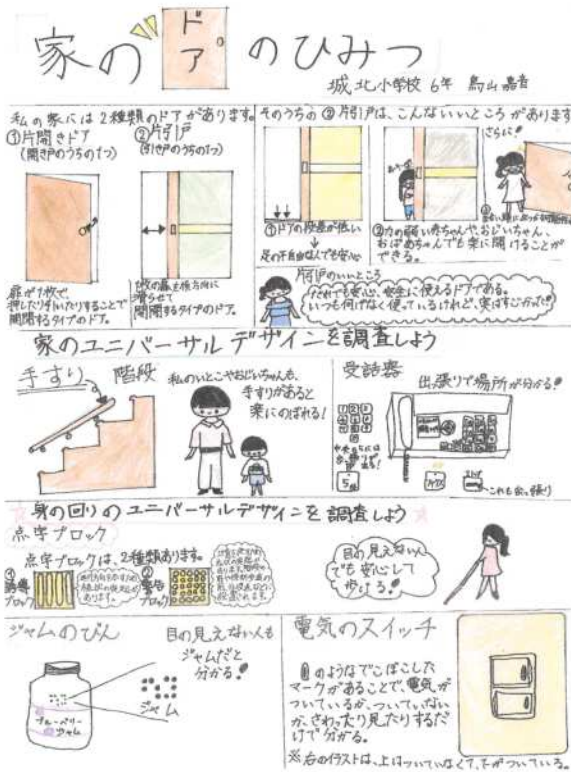 家のドアのひみつ
城北小学校 6年 鳥山嘉音
私の家には2種類のドアがあります。
①片開きドア
(開き戸のうちの1つ)
扉が1枚で、
押したり引いたりすることで
開閉するタイプのドア。
②片引戸
(引き戸のうちの1つ)
1枚の扉を横方向に
滑らせて
開閉するタイプのドア。
そのうちの②片引戸は、こんないいところがあります
①ドアの段差が低い
↓
足の不自由な人でも安心
②力の弱い赤ちゃんや、おじいちゃん、
おばあちゃんでも楽に開けることが
できる。
さらに!
片引戸のいいところ
だれでも安心、安全に使えるドアである。
いつも何げなく使っているけれど、実はすごかった!
家のユニバーサルデザインを調査しよう
手すり 階段
私のいとこやおじいちゃんも、
手すりがあると
楽にのぼれる!
受話器
出っ張りで場所が分かる!
これも出っ張り
身の回りのユニバーサルデザインを調査しよう
点字ブロック
点字ブロックは、2種類あります。
①誘導
ブロック
②警告
ブロック
目の見えない人
でも安心して
歩ける!
ジャムのびん
目の見えない人も
ジャムだと
分かる!
ブルーベリー
ジャム
ジャム
電気のスイッチ
のようなでこぼこした
マークがあることで、電気が
ついているか、ついていない
か、さわったり見たりするだ
けで分かる。
※右のイラストは、上はついていなくて、下がついている。